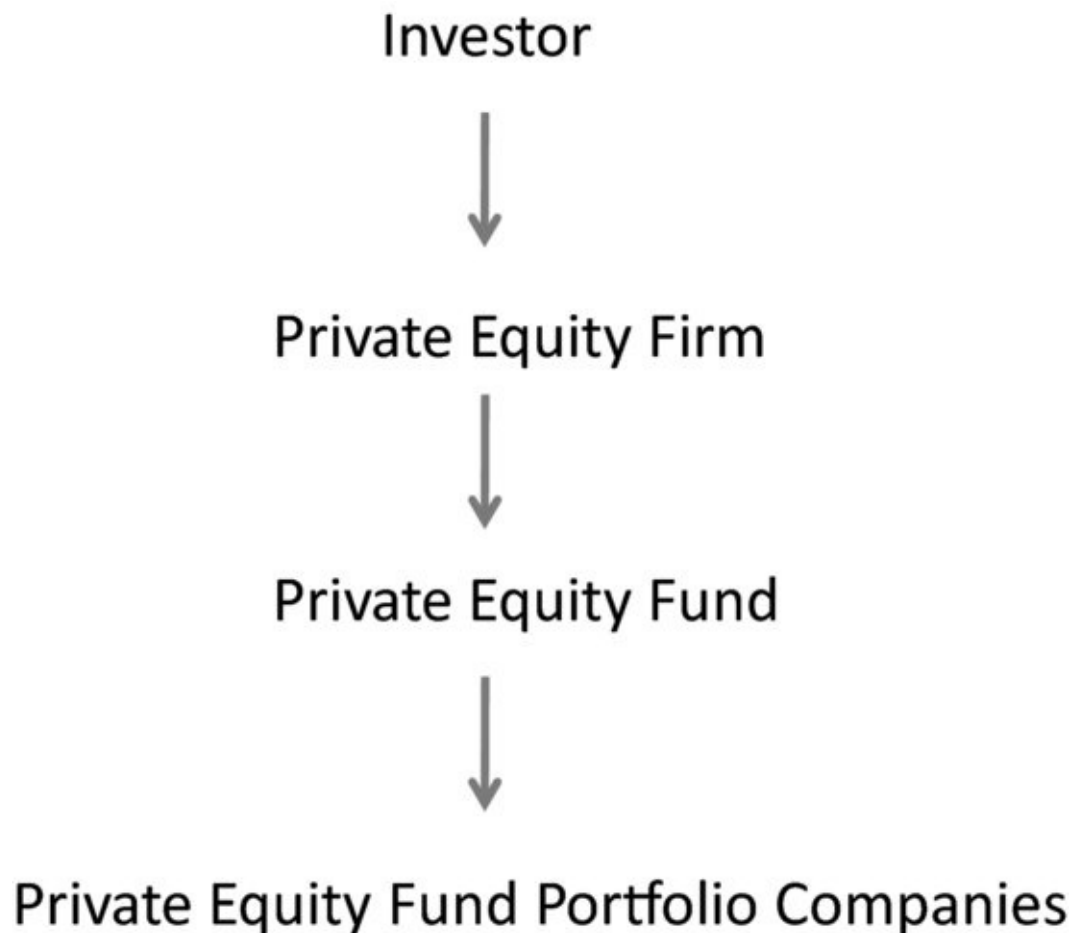 Investor
Private Equity Firm
Private Equity Fund
Private Equity Fund Portfolio Companies